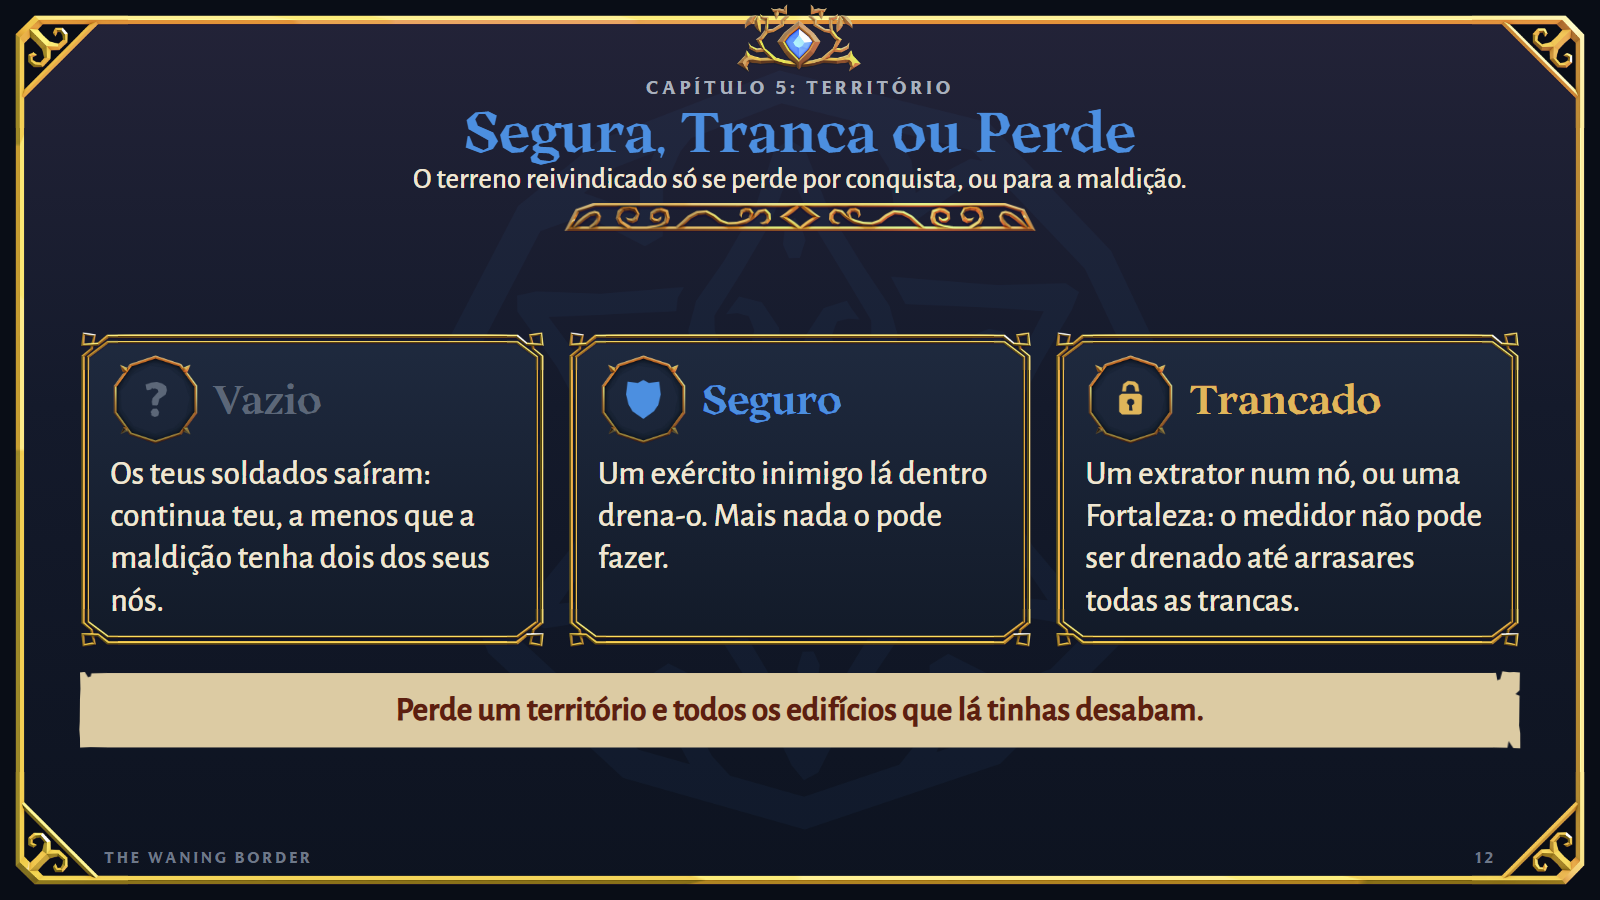 CAPÍTULO 5: TERRITÓRIO
Segura, Tranca ou Perde
O terreno reivindicado só se perde por conquista, ou para a maldição.
? Vazio
Os teus soldados saíram:
continua teu, a menos que a
maldição tenha dois dos seus
nós.
Seguro
Um exército inimigo lá dentro
drena-o. Mais nada o pode
fazer.
Trancado
Um extrator num nó, ou uma
Fortaleza: o medidor não pode
ser drenado até arrasares
todas as trancas.
Perde um território e todos os edifícios que lá tinhas desabam.
THE WANING BORDER
12